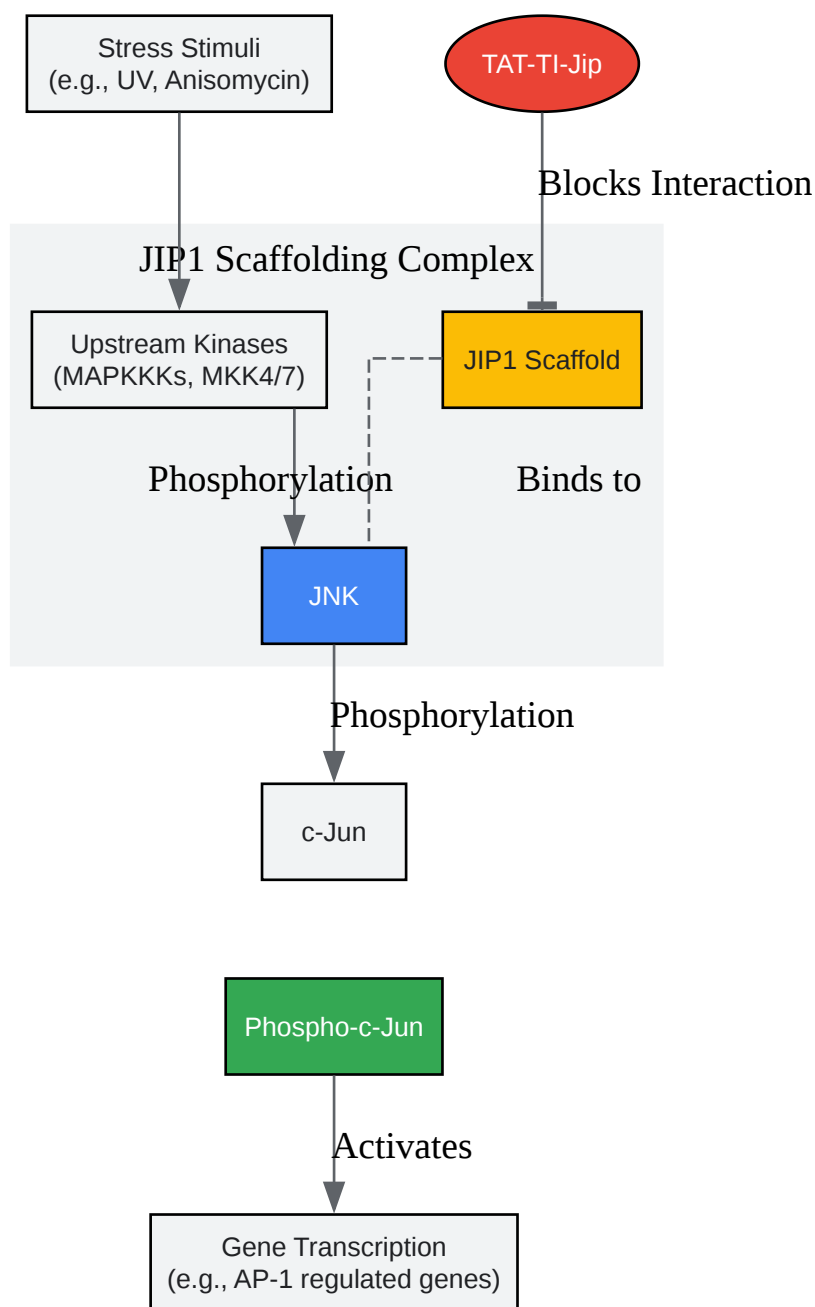 Stress Stimuli
(e.g., UV, Anisomycin)
TAT-TI-Jip
Blocks Interaction
JIP1 Scaffolding Complex
Upstream Kinases
(MAPKKKs, MKK4/7)
JIP1 Scaffold
Phosphorylation
Binds to
JNK
Phosphorylation
c-Jun
Phospho-c-Jun
Activates
Gene Transcription
(e.g., AP-1 regulated genes)